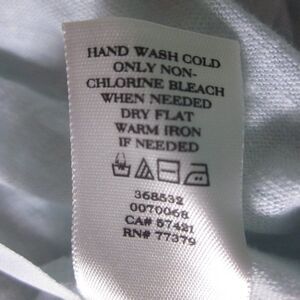 HAND WASH COLD
ONLY NON-
CHLORINE BLEACH
WHEN NEEDED
DRY FLAT
WARM IRON
IF NEEDED
368532
0070068
CA# 57421
RN# 77379